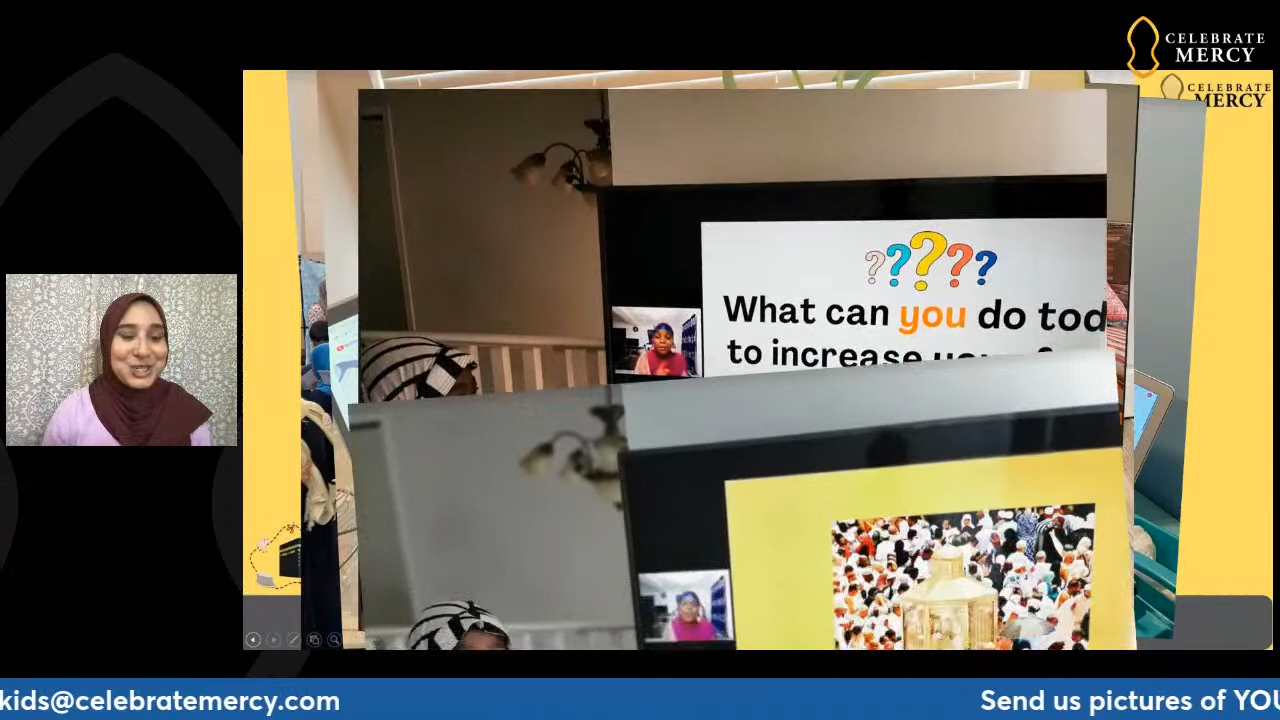 CELEBRATE
MERCY
CELEBRATE
MERCY
?????
What can you do tod
to increase
kids@celebratemercy.com
Send us pictures of YOU